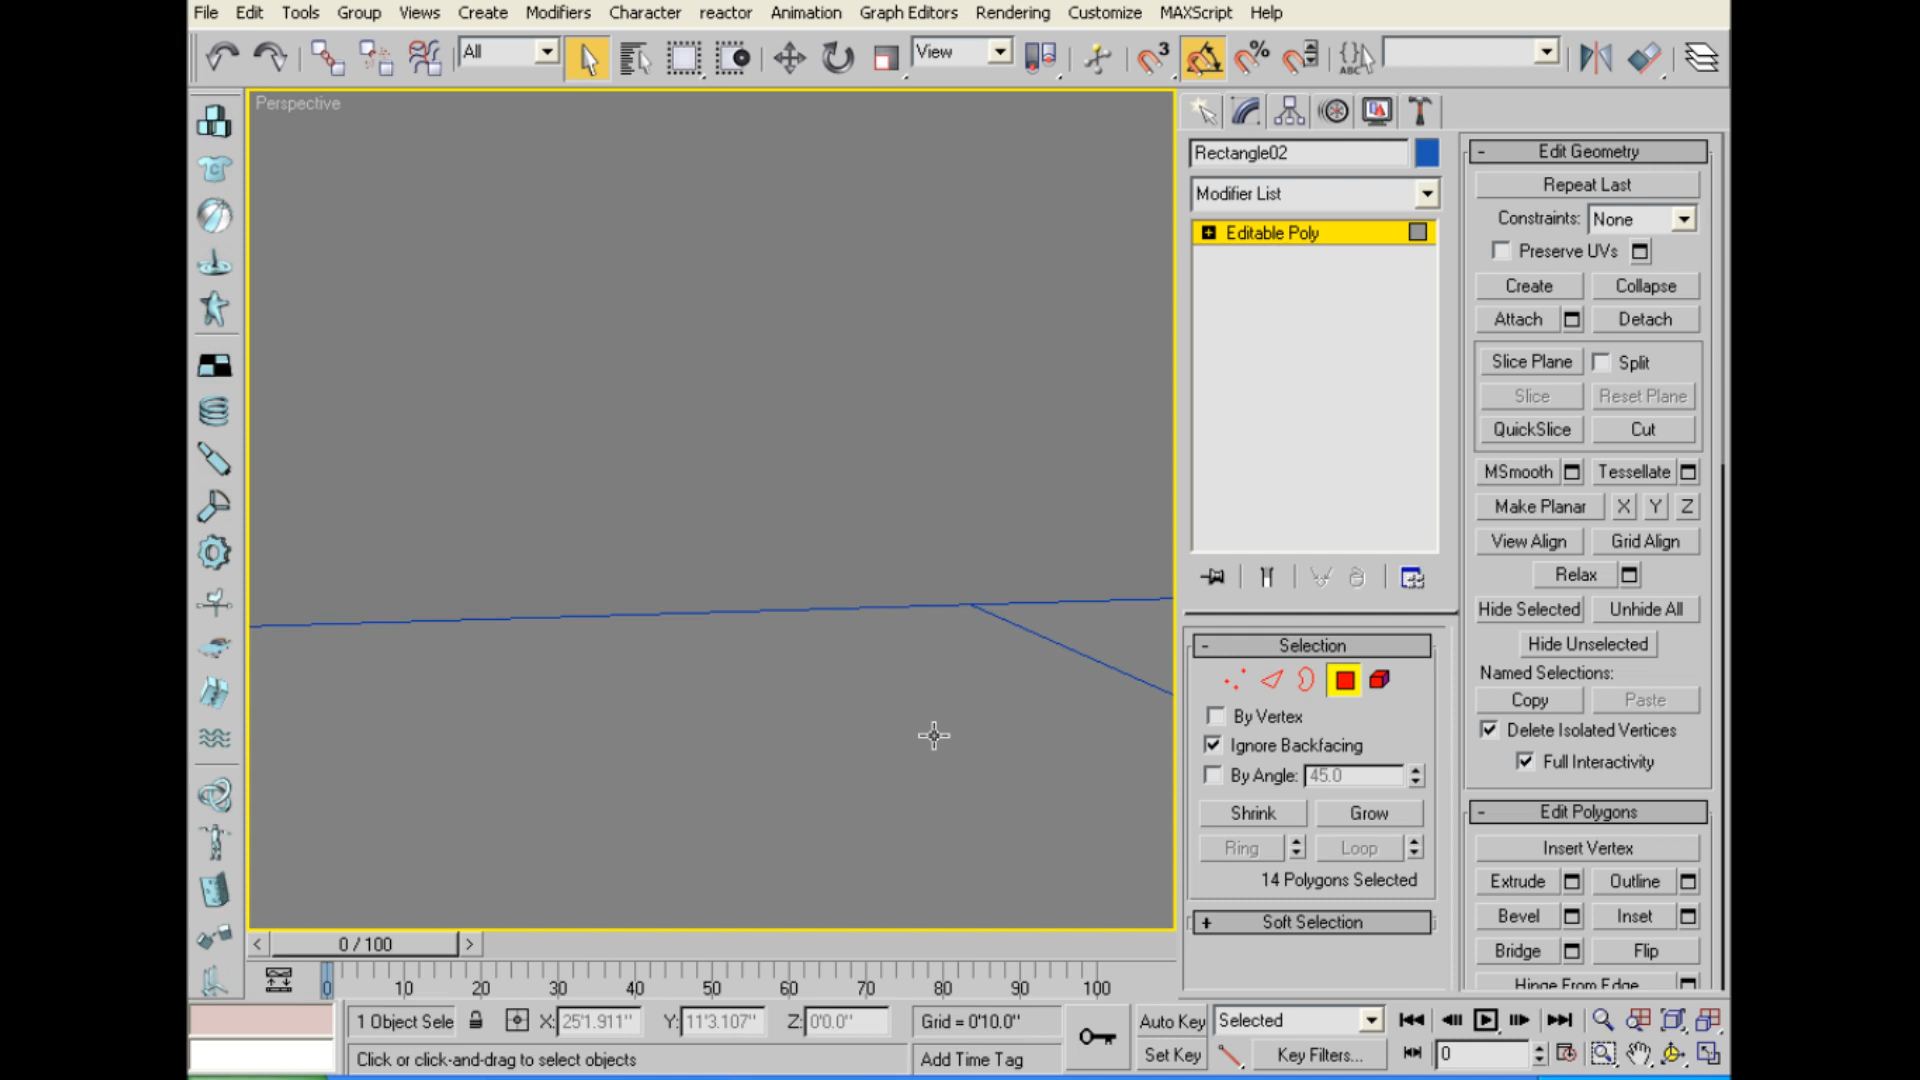 File Edit Tools Group Views Create Modifiers Character reactor Animation Graph Editors Rendering Customize MAXScript Help
All
View
3
%
ABC
Perspective
Rectangle02
Modifier List
Editable Poly
Selection
By Vertex
Ignore Backfacing
By Angle: 45.0
Shrink Grow
Ring Loop
14 Polygons Selected
Soft Selection
Edit Geometry
Repeat Last
Constraints: None
Preserve UVs
Create Collapse
Attach Detach
Slice Plane Split
Slice Reset Plane
QuickSlice Cut
MSmooth Tessellate
Make Planar X Y Z
View Align Grid Align
Relax
Hide Selected Unhide All
Hide Unselected
Named Selections:
Copy Paste
Delete Isolated Vertices
Full Interactivity
Edit Polygons
Insert Vertex
Extrude Outline
Bevel Inset
Bridge Flip
Hinge From Edge
< 0 / 100 >
0 10 20 30 40 50 60 70 80 90 100
1 Object Sele X: 25'1.911" Y: 11'3.107" Z: 0'0.0" Grid = 0'10.0" Auto Key Selected
Click or click-and-drag to select objects Add Time Tag Set Key Key Filters... 0